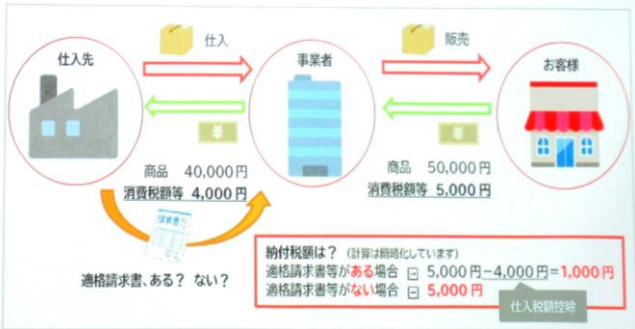 仕入先
仕入
事業者
販売
お客様
商品 40,000円
消費税額等 4,000円
商品 50,000円
消費税額等 5,000円
請求書
適格請求書、ある? ない?
納付税額は? (計算は簡略化しています)
適格請求書等がある場合 5,000円-4,000円=1,000円
適格請求書等がない場合 5,000円
仕入税額控除